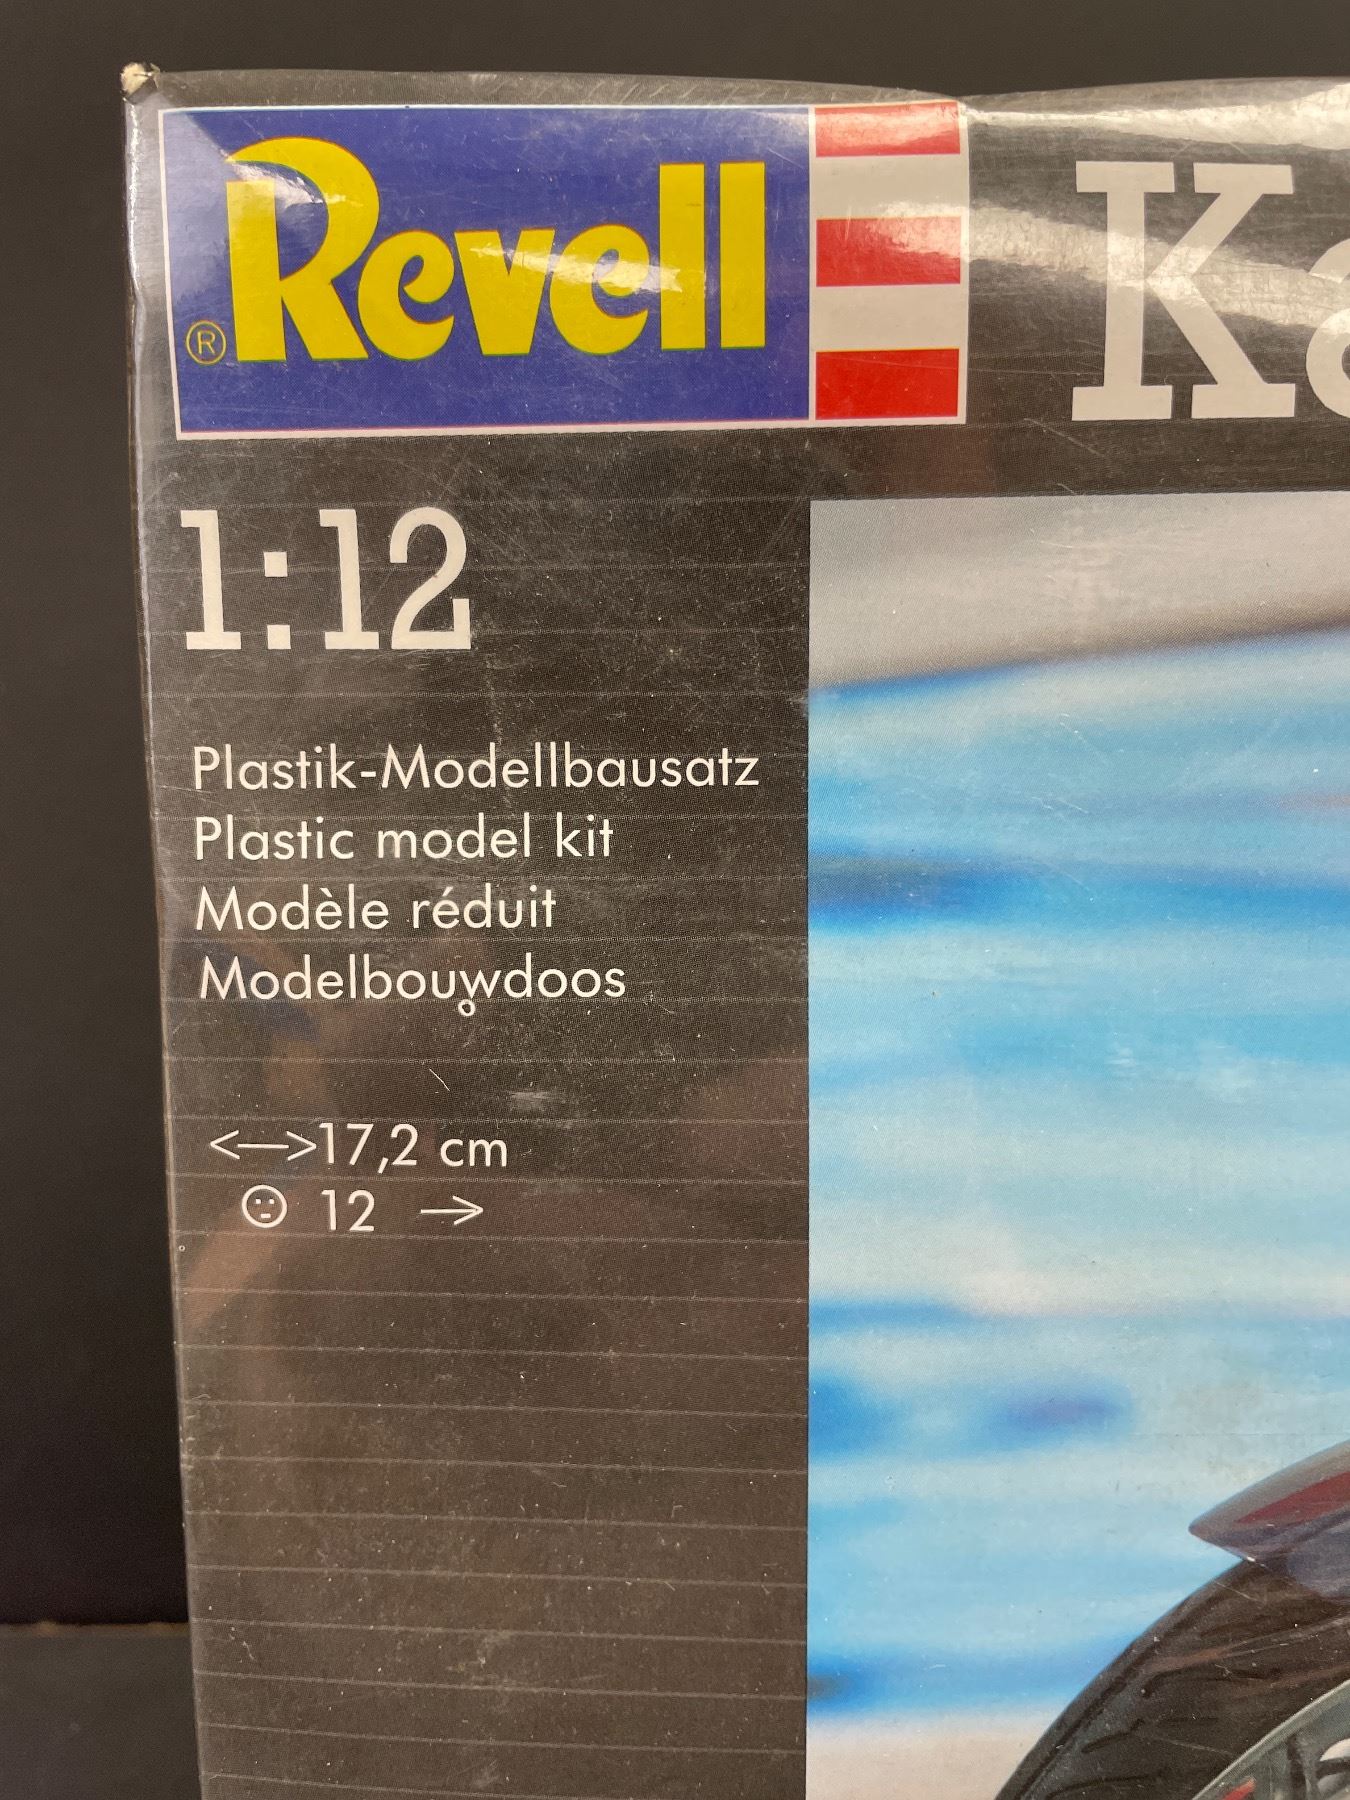 Revell
®
Ka
1:12
Plastik-Modellbausatz
Plastic model kit
Modèle réduit
Modelbouwdoos
<—>17,2 cm
12 →